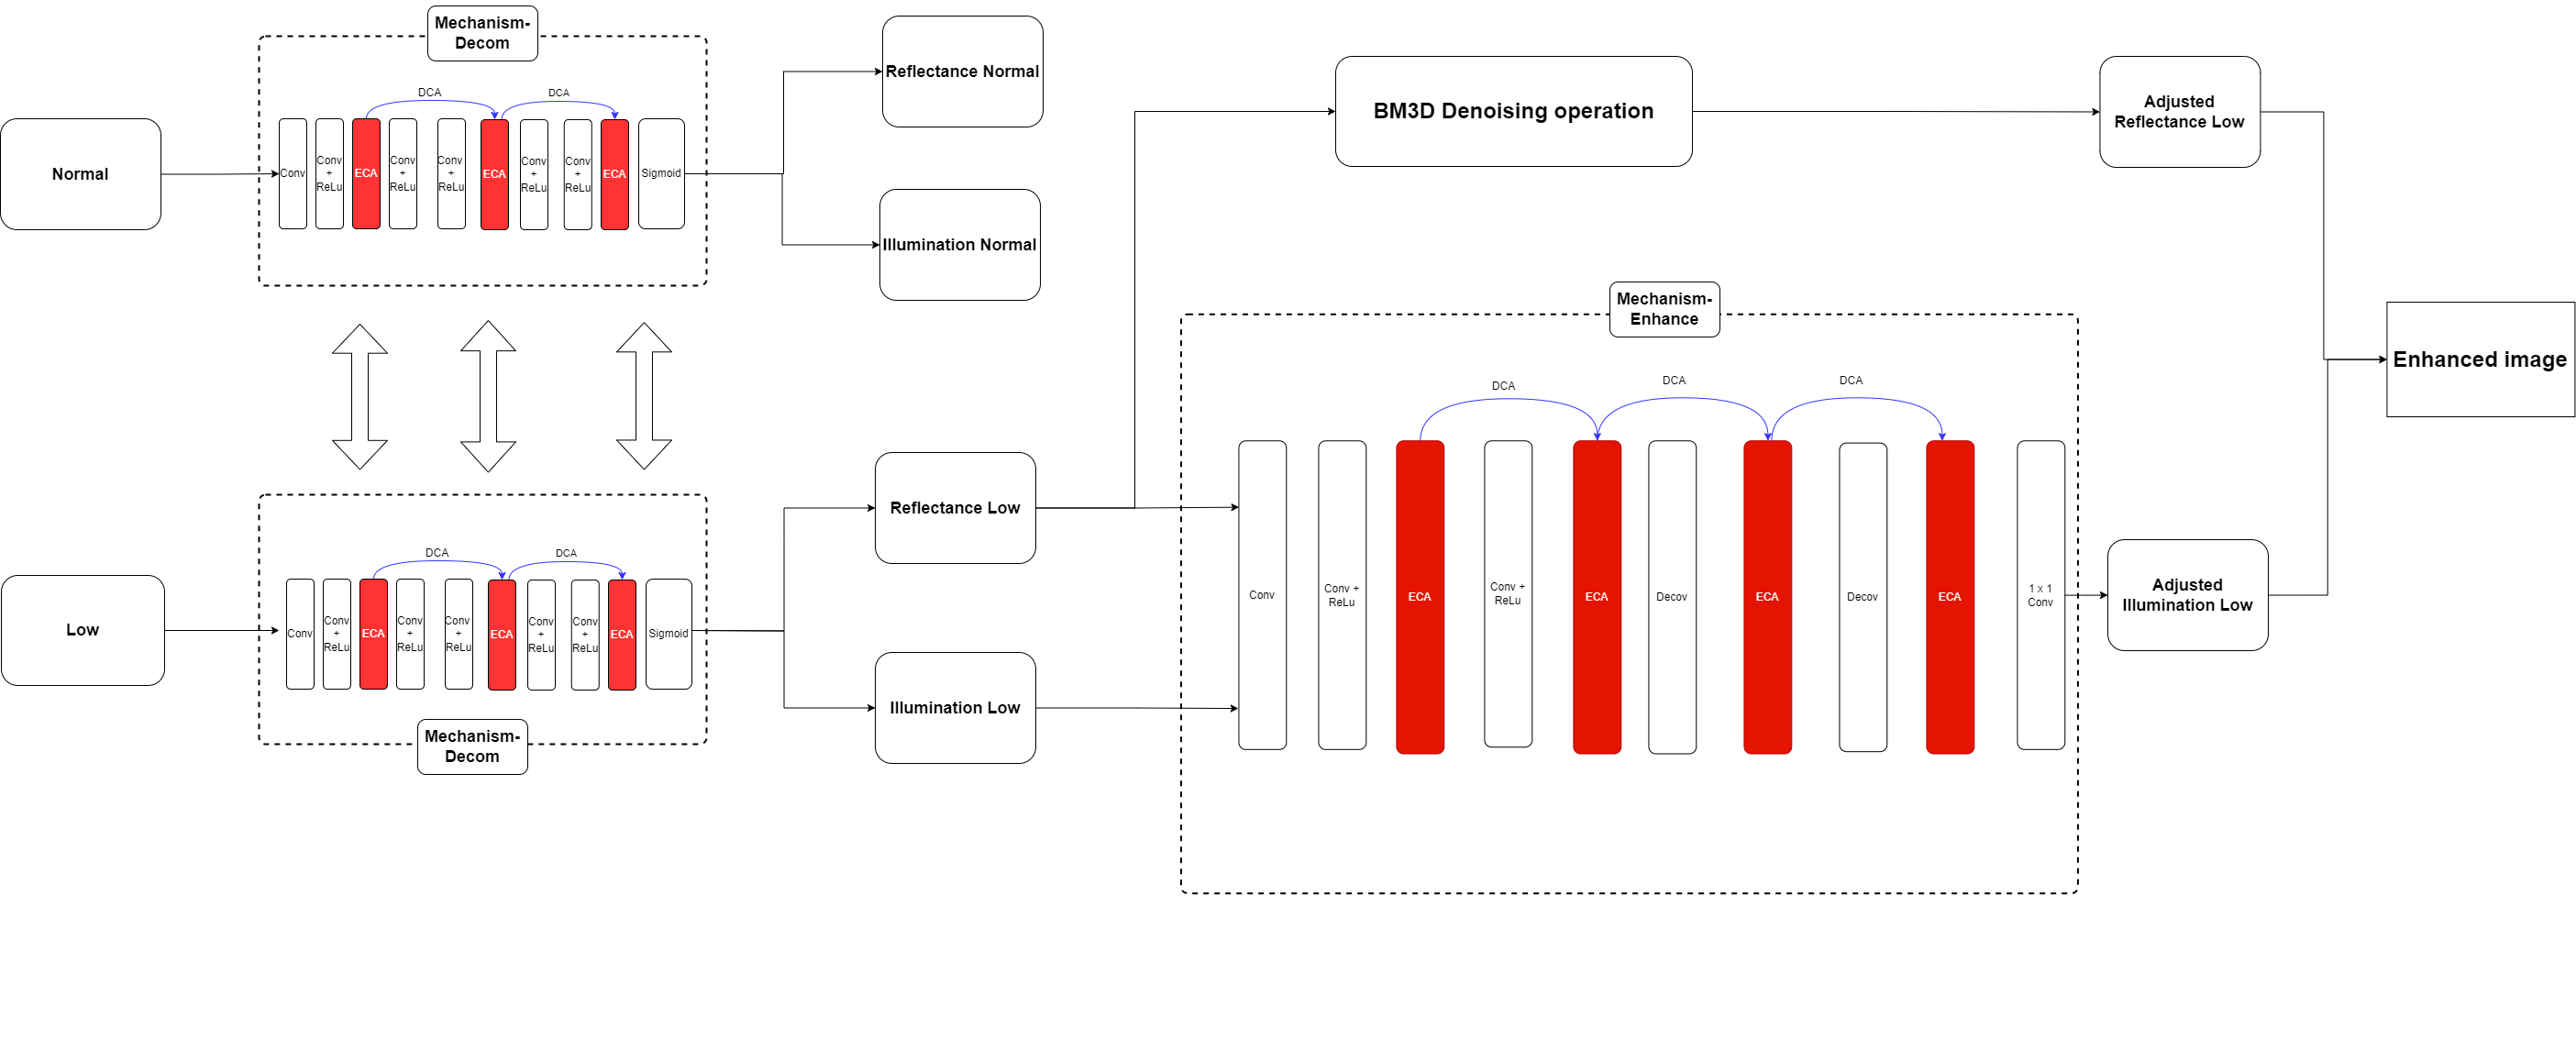 Mechanism-
Decom
DCA
DCA
Normal
Conv
Conv
+
ReLu
ECA
Conv
+
ReLu
Conv
+
ReLu
ECA
Conv
+
ReLu
Conv
+
ReLu
ECA
Sigmoid
Reflectance Normal
Illumination Normal
BM3D Denoising operation
Adjusted
Reflectance Low
Enhanced image
Low
DCA
DCA
Conv
Conv
+
ReLu
ECA
Conv
+
ReLu
Conv
+
ReLu
ECA
Conv
+
ReLu
Conv
+
ReLu
ECA
Sigmoid
Mechanism-
Decom
Reflectance Low
Illumination Low
Mechanism-
Enhance
DCA
DCA
DCA
Conv
Conv +
ReLu
ECA
Conv +
ReLu
ECA
Decov
ECA
Decov
ECA
1 x 1
Conv
Adjusted
Illumination Low